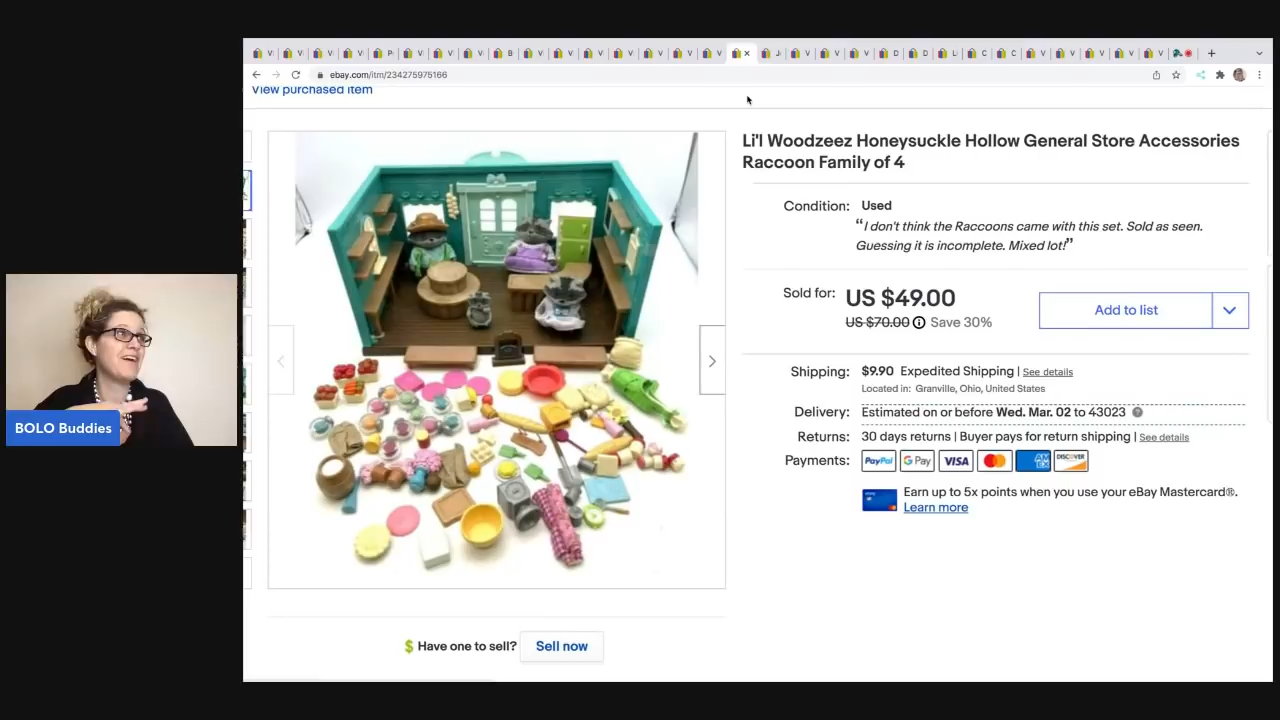 V
V
V
V
P
V
V
V
B
V
V
V
V
V
V
V
J
V
V
V
D
D
L
C
C
V
V
V
V
V
ebay.com/itm/234275975166
View purchased item
Li'l Woodzeez Honeysuckle Hollow General Store Accessories
Raccoon Family of 4
Condition: Used
“I don't think the Raccoons came with this set. Sold as seen.
Guessing it is incomplete. Mixed lot!”
Sold for: US $49.00
US $70.00 Save 30%
Add to list
Shipping: $9.90 Expedited Shipping | See details
Located in: Granville, Ohio, United States
Delivery: Estimated on or before Wed. Mar. 02 to 43023
Returns: 30 days returns | Buyer pays for return shipping | See details
Payments: PayPal G Pay VISA MasterCard AM EX DISCOVER
Earn up to 5x points when you use your eBay Mastercard®.
Learn more
$ Have one to sell? Sell now
BOLO Buddies